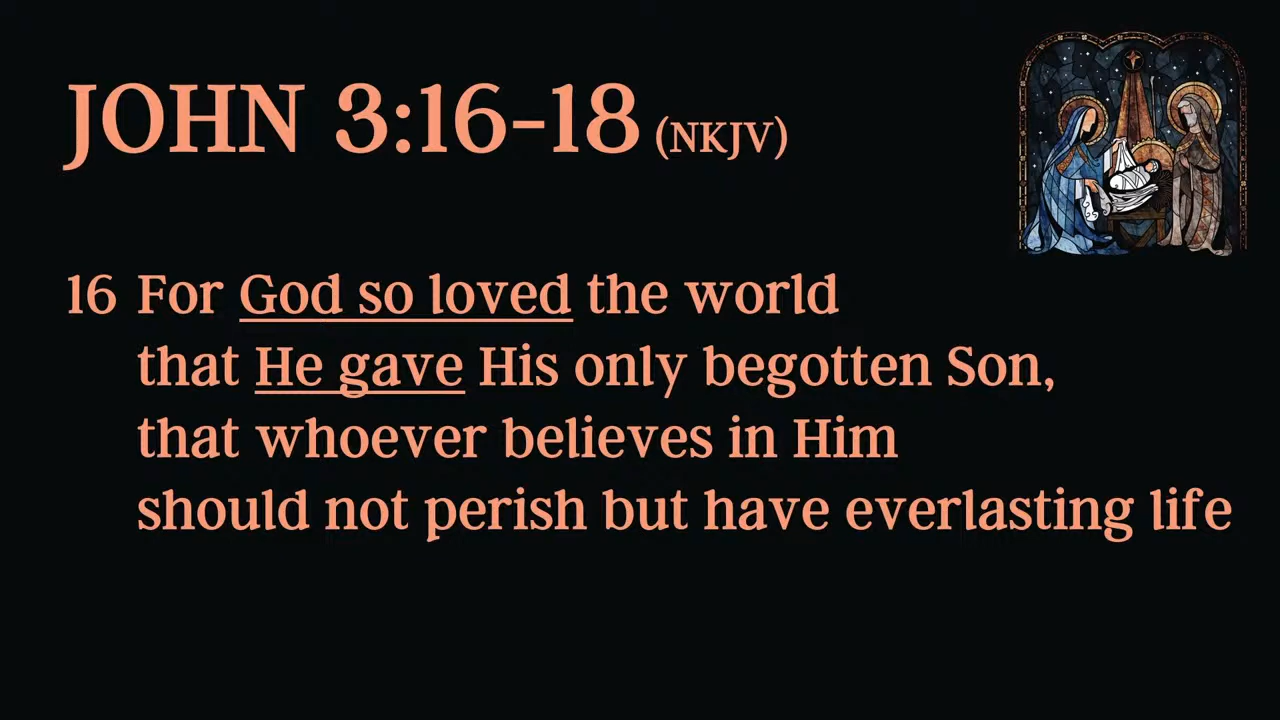 JOHN 3:16-18 (NKJV)
16 For God so loved the world
that He gave His only begotten Son,
that whoever believes in Him
should not perish but have everlasting life